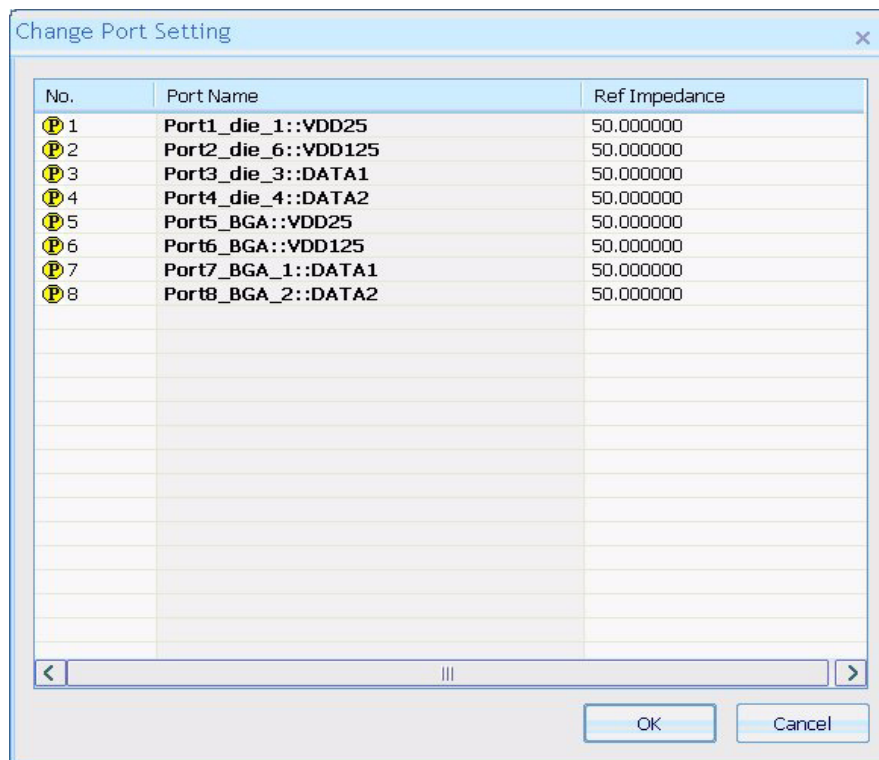 Change Port Setting
No. Port Name Ref Impedance
P 1 Port1_die_1::VDD25 50.000000
P 2 Port2_die_6::VDD125 50.000000
P 3 Port3_die_3::DATA1 50.000000
P 4 Port4_die_4::DATA2 50.000000
P 5 Port5_BGA::VDD25 50.000000
P 6 Port6_BGA::VDD125 50.000000
P 7 Port7_BGA_1::DATA1 50.000000
P 8 Port8_BGA_2::DATA2 50.000000
OK Cancel